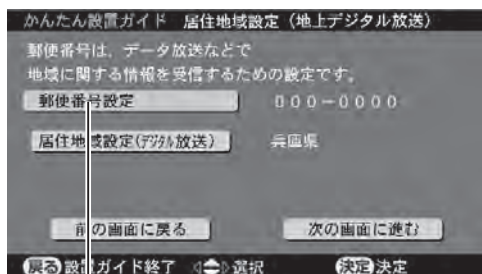 かんたん設置ガイド 居住地域設定（地上デジタル放送）
郵便番号は、データ放送などで
地域に関する情報を受信するための設定です。
郵便番号設定 000-0000
居住地域設定(デジタル放送) 兵庫県
前の画面に戻る 次の画面に進む
戻る 設置ガイド終了 選択 決定 決定